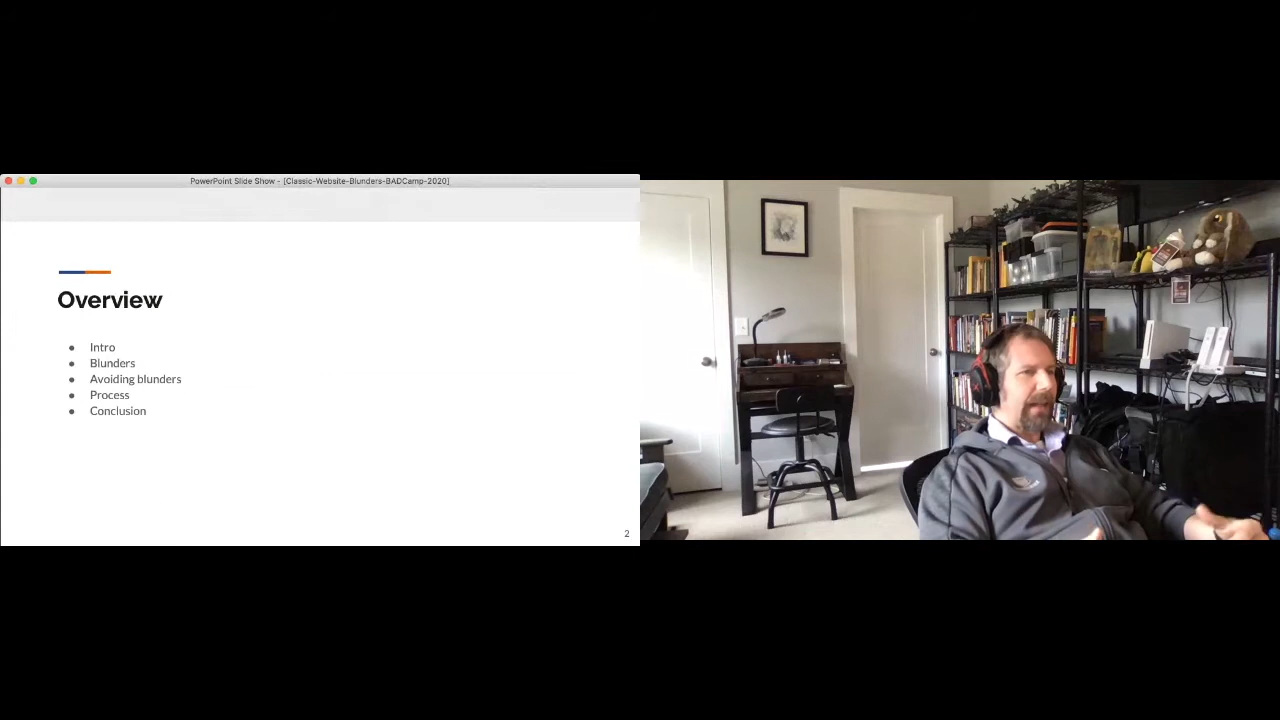 PowerPoint Slide Show - [Classic-Website-Blunders-BADCamp-2020]
Overview
● Intro
● Blunders
● Avoiding blunders
● Process
● Conclusion
2